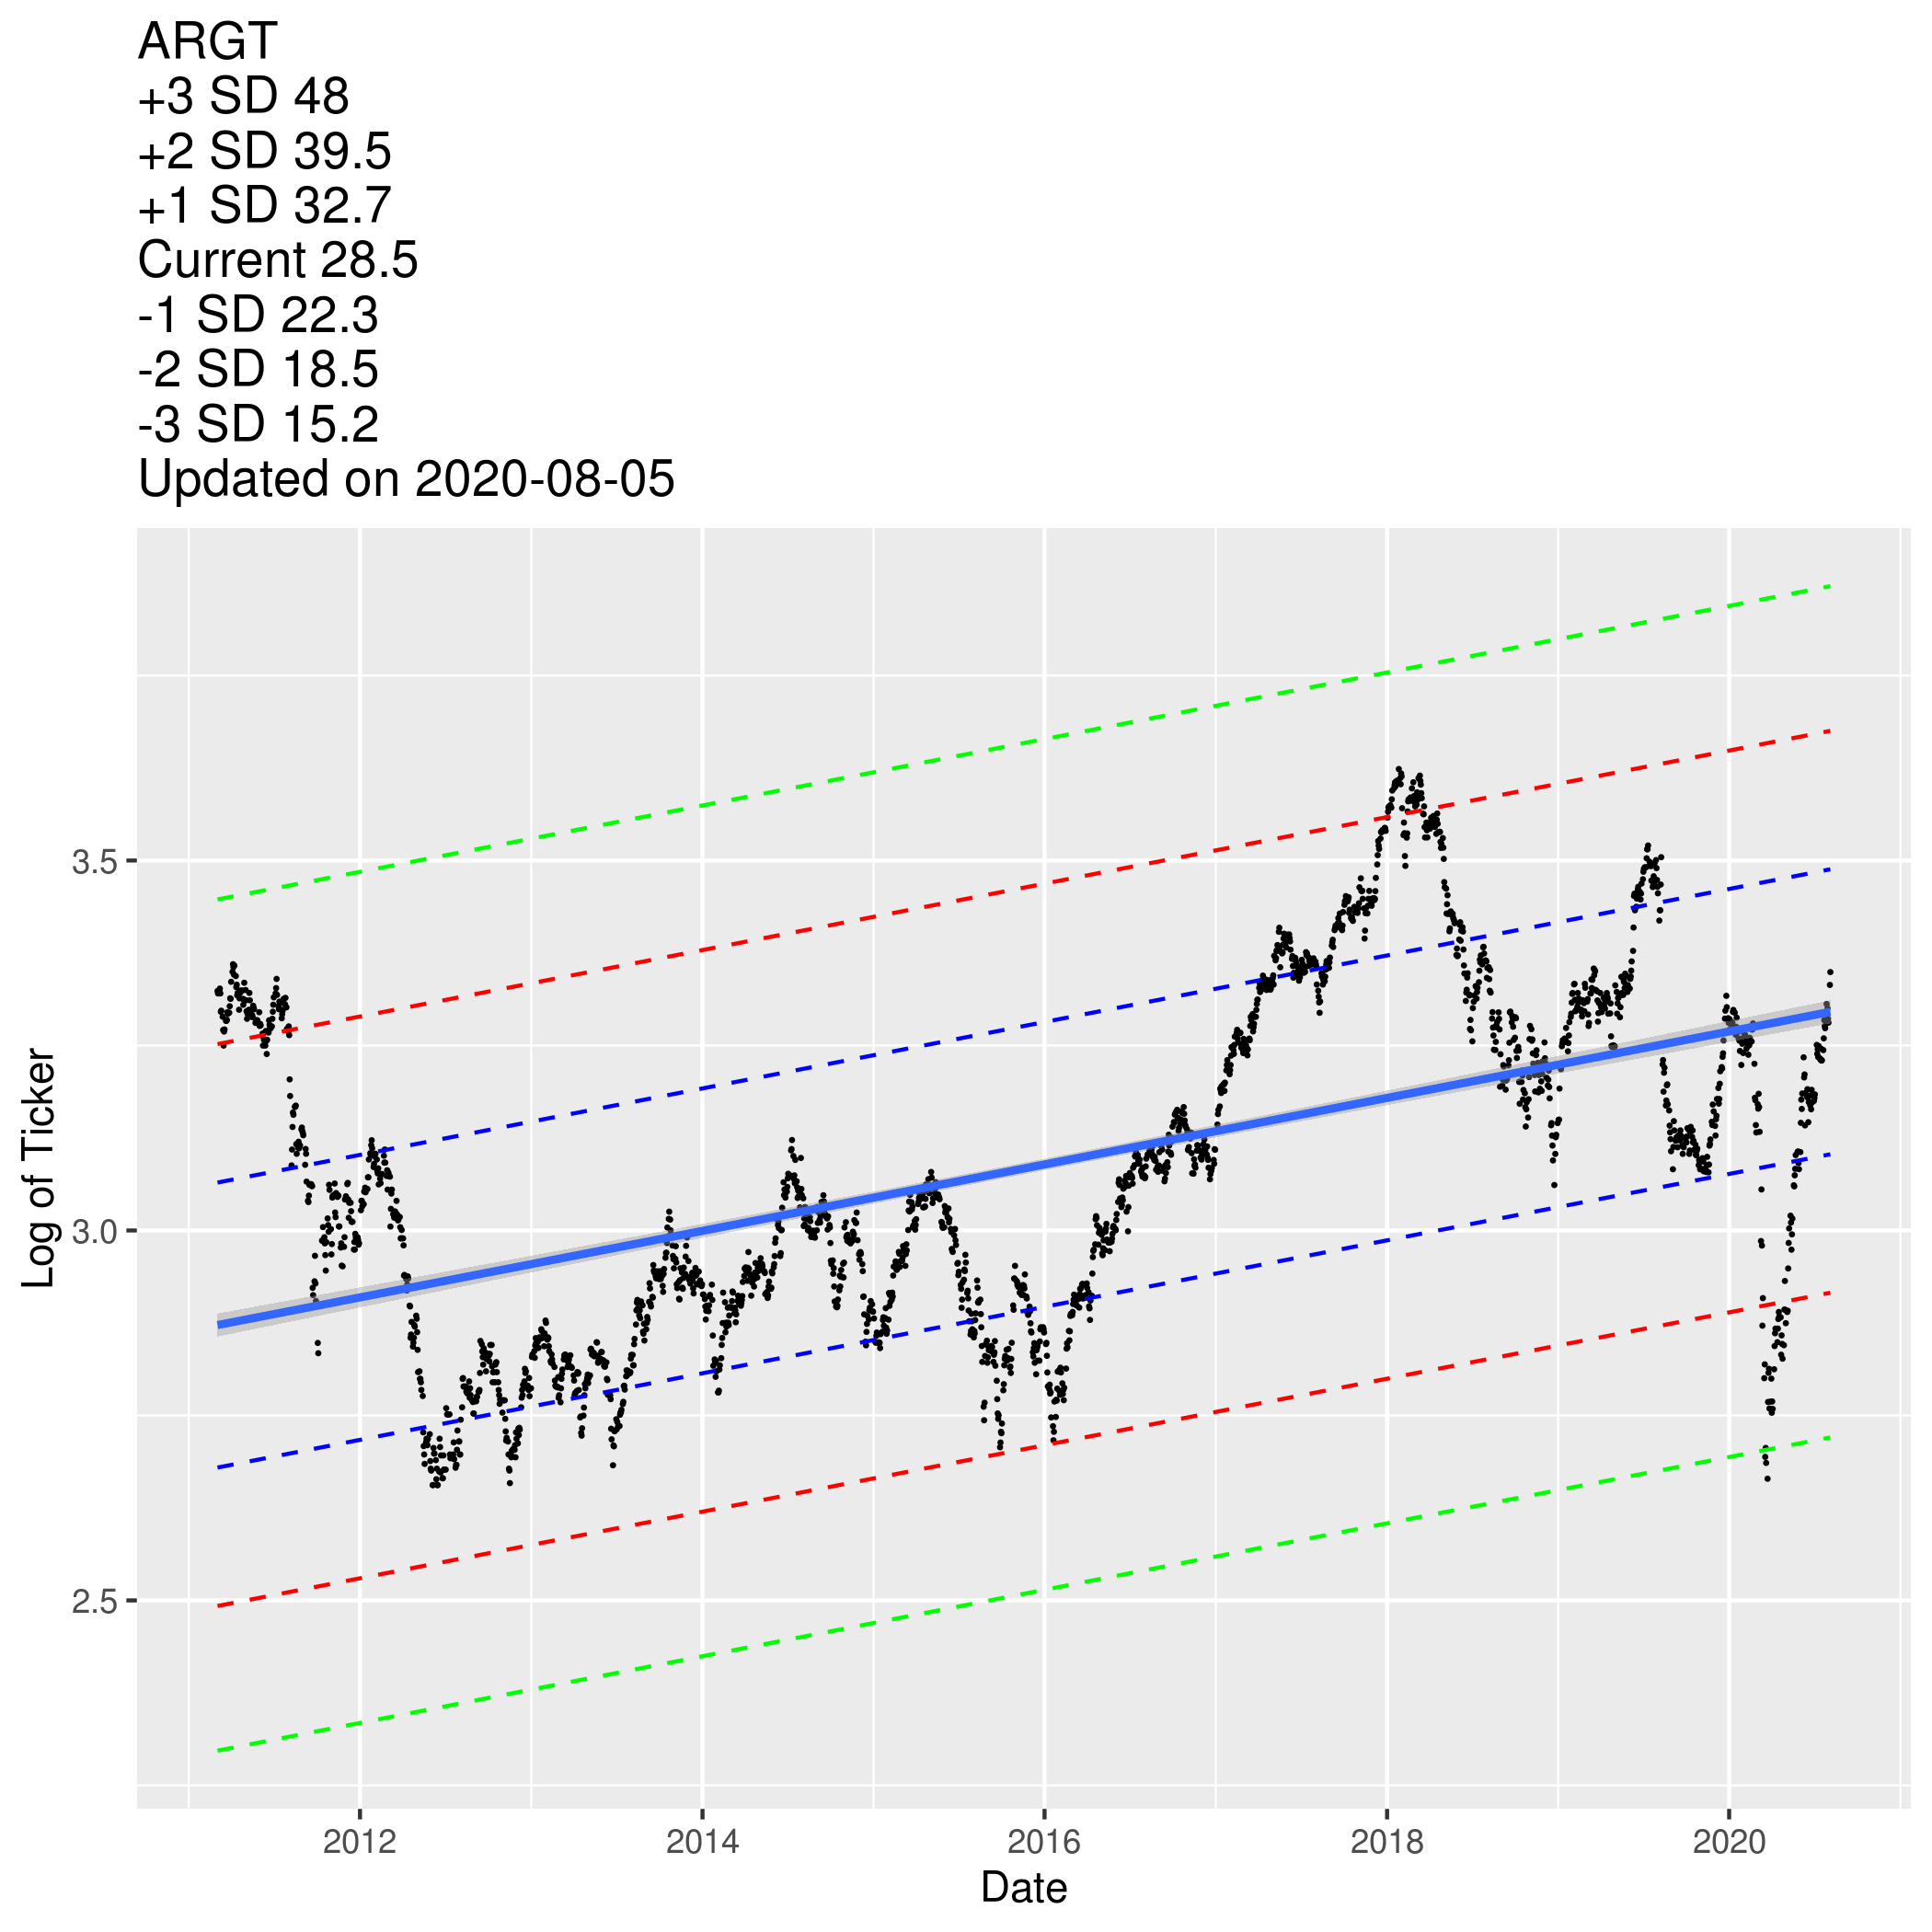 ARGT
+3 SD 48
+2 SD 39.5
+1 SD 32.7
Current 28.5
-1 SD 22.3
-2 SD 18.5
-3 SD 15.2
Updated on 2020-08-05
Log of Ticker
3.5
3.0
2.5
2012 2014 2016 2018 2020
Date